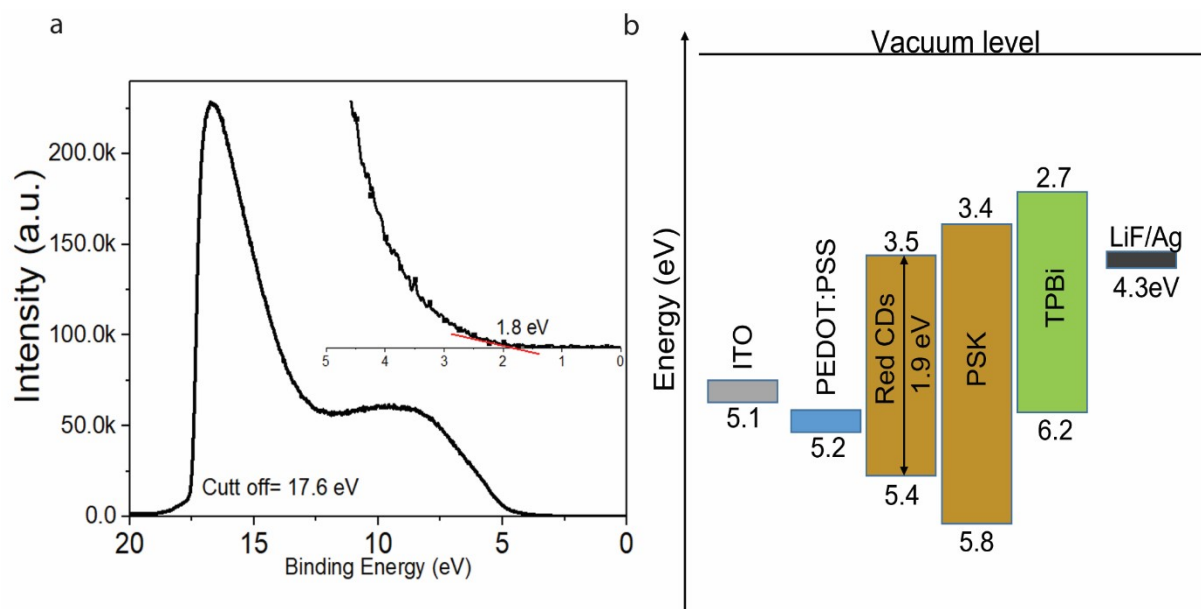 a
Intensity (a.u.)
200.0k
150.0k
100.0k
50.0k
0.0
1.8 eV
5 4 3 2 1 0
Cutt off= 17.6 eV
20 15 10 5 0
Binding Energy (eV)
b
Vacuum level
Energy (eV)
ITO
5.1
PEDOT:PSS
5.2
3.5
Red CDs
1.9 eV
5.4
3.4
PSK
5.8
2.7
TPBi
6.2
LiF/Ag
4.3eV